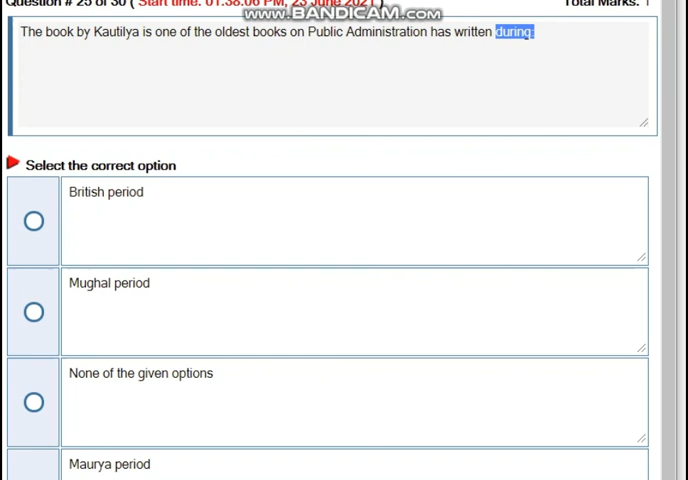 Question # 25 of 30 ( Start time: 01:38:06 PM, 23 June 2021 ) Total Marks: 1
WWW.BANDICAM.COM
The book by Kautilya is one of the oldest books on Public Administration has written during:
Select the correct option
British period
Mughal period
None of the given options
Maurya period